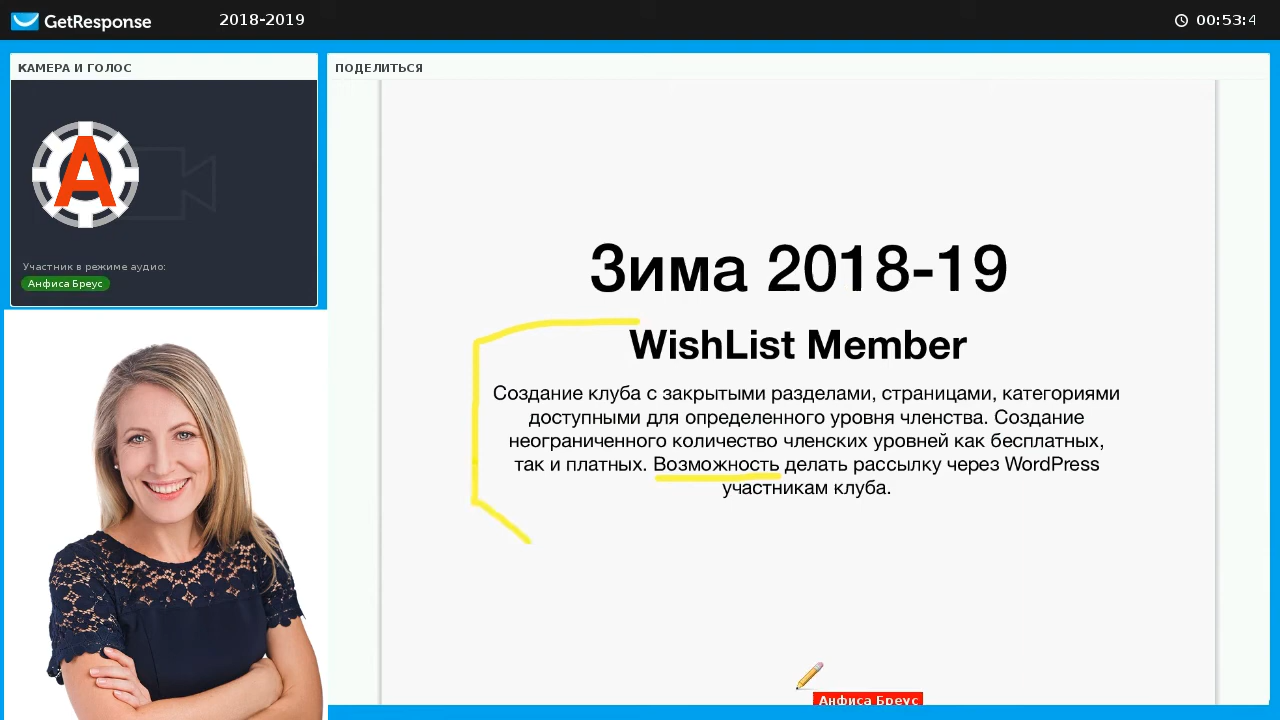 GetResponse
2018-2019
00:53:4
КАМЕРА И ГОЛОС
ПОДЕЛИТЬСЯ
A
Участник в режиме аудио:
Анфиса Бреус
Зима 2018-19
WishList Member
Создание клуба с закрытыми разделами, страницами, категориями
доступными для определенного уровня членства. Создание
неограниченного количество членских уровней как бесплатных,
так и платных. Возможность делать рассылку через WordPress
участникам клуба.
Анфиса Бреус